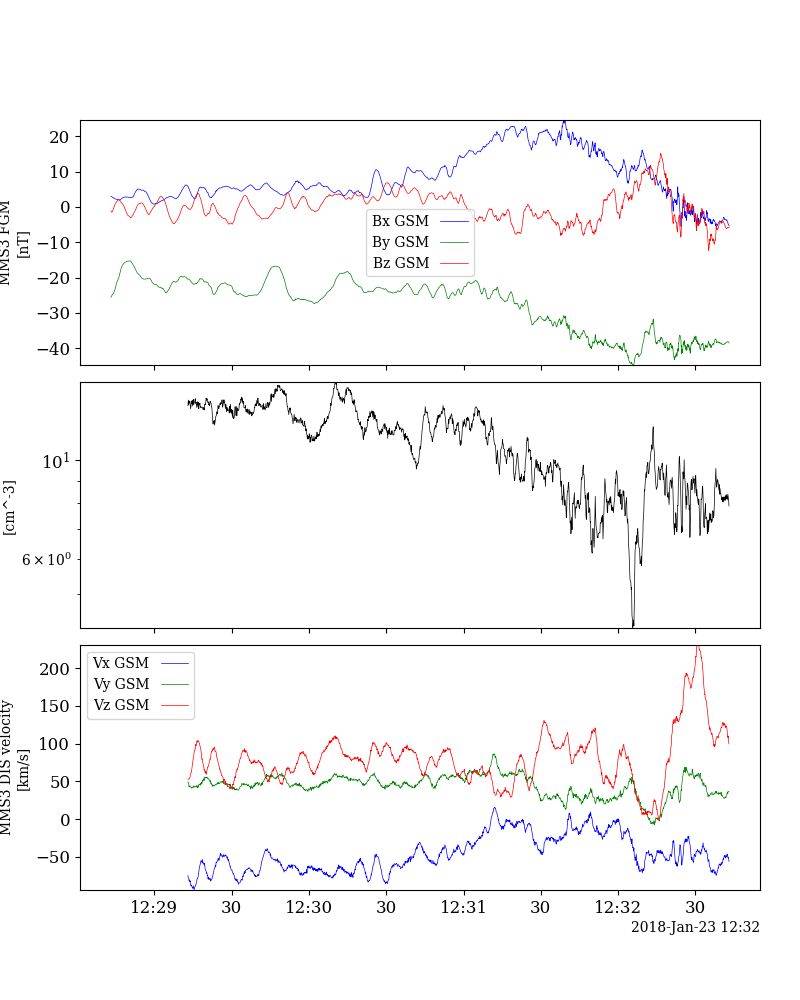 20
10
0
−10
−20
−30
−40
MMS3 FGM
[nT]
Bx GSM
By GSM
Bz GSM
10^1
6 × 10^0
[cm^-3]
200
150
100
50
0
−50
MMS3 DIS velocity
[km/s]
Vx GSM
Vy GSM
Vz GSM
12:29 30 12:30 30 12:31 30 12:32 30
2018-Jan-23 12:32